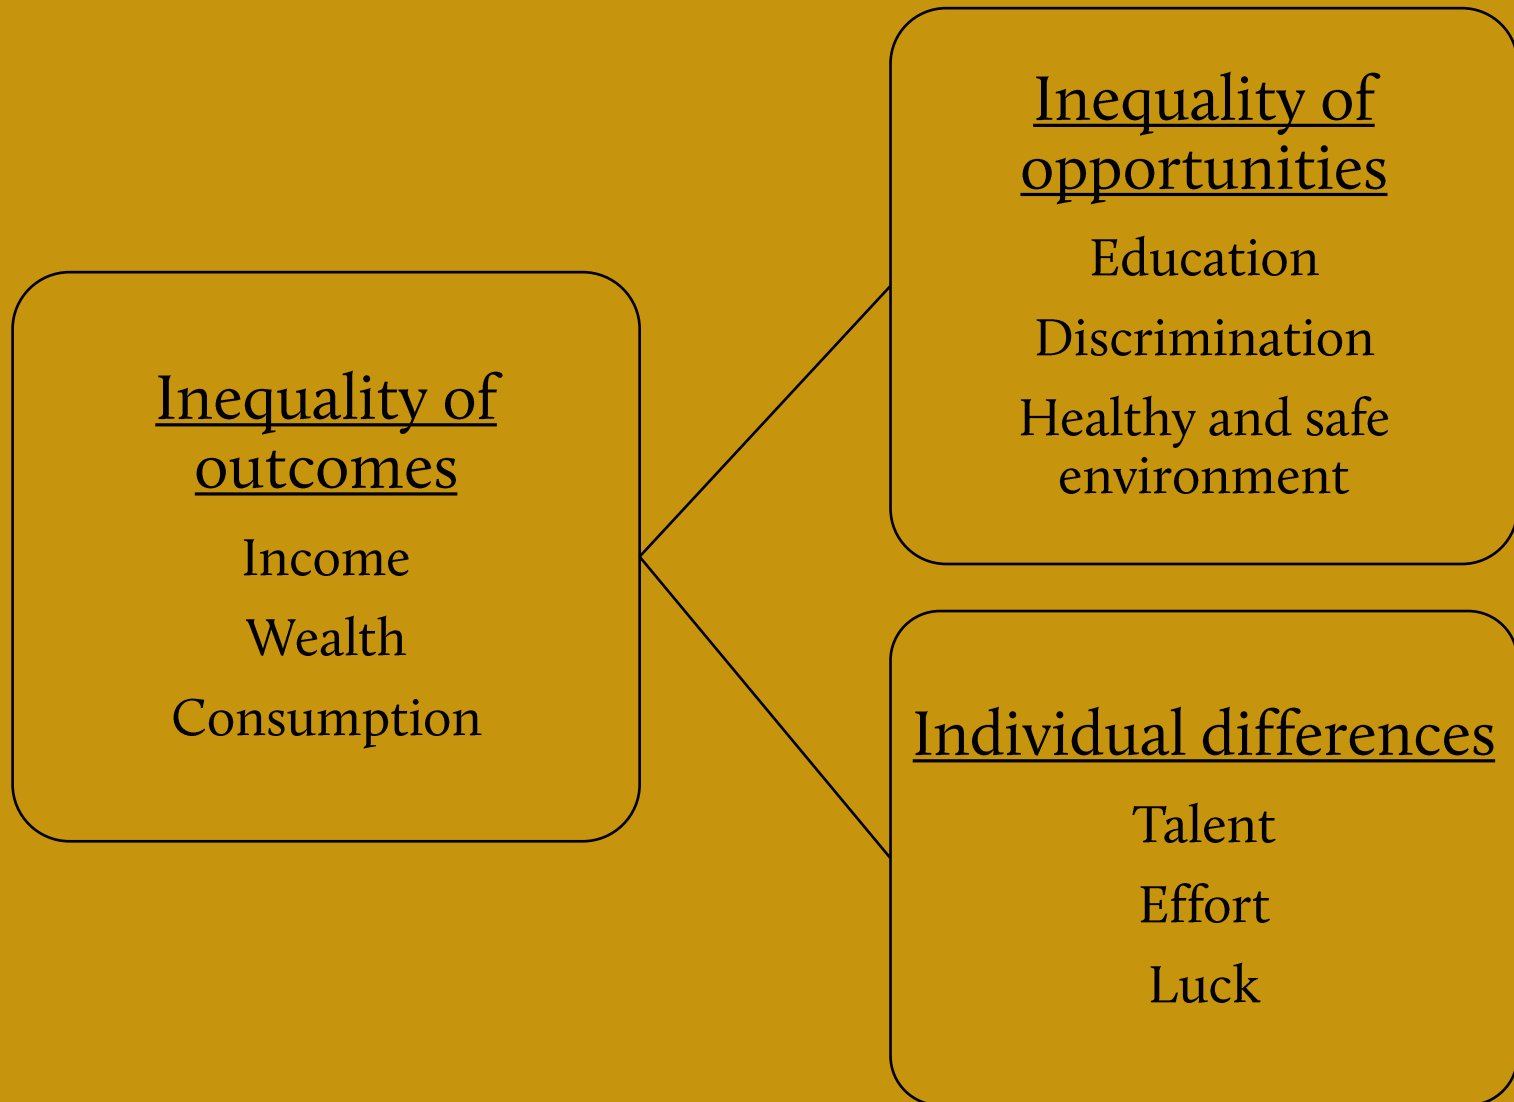 Inequality of
outcomes
Income
Wealth
Consumption
Inequality of
opportunities
Education
Discrimination
Healthy and safe
environment
Individual differences
Talent
Effort
Luck